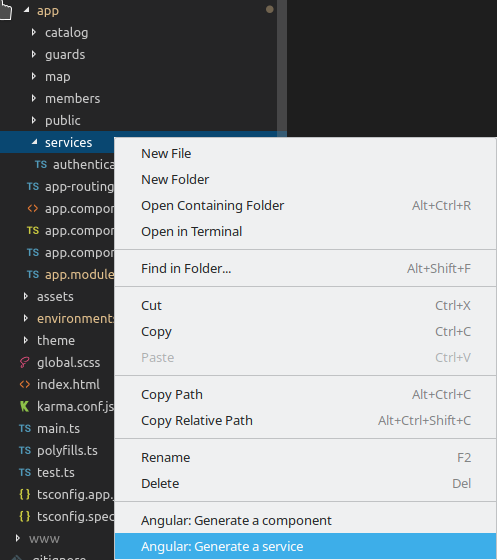 app
catalog
guards
map
members
public
services
TS authentica
TS app-routing
<> app.compo
TS app.compo
TS app.compo
TS app.module
assets
environments
theme
global.scss
index.html
karma.conf.js
TS main.ts
TS polyfills.ts
TS test.ts
{} tsconfig.app.
{} tsconfig.spec
www
.gitignore
New File
New Folder
Open Containing Folder Alt+Ctrl+R
Open in Terminal
Find in Folder... Alt+Shift+F
Cut Ctrl+X
Copy Ctrl+C
Paste Ctrl+V
Copy Path Alt+Ctrl+C
Copy Relative Path Alt+Ctrl+Shift+C
Rename F2
Delete Del
Angular: Generate a component
Angular: Generate a service